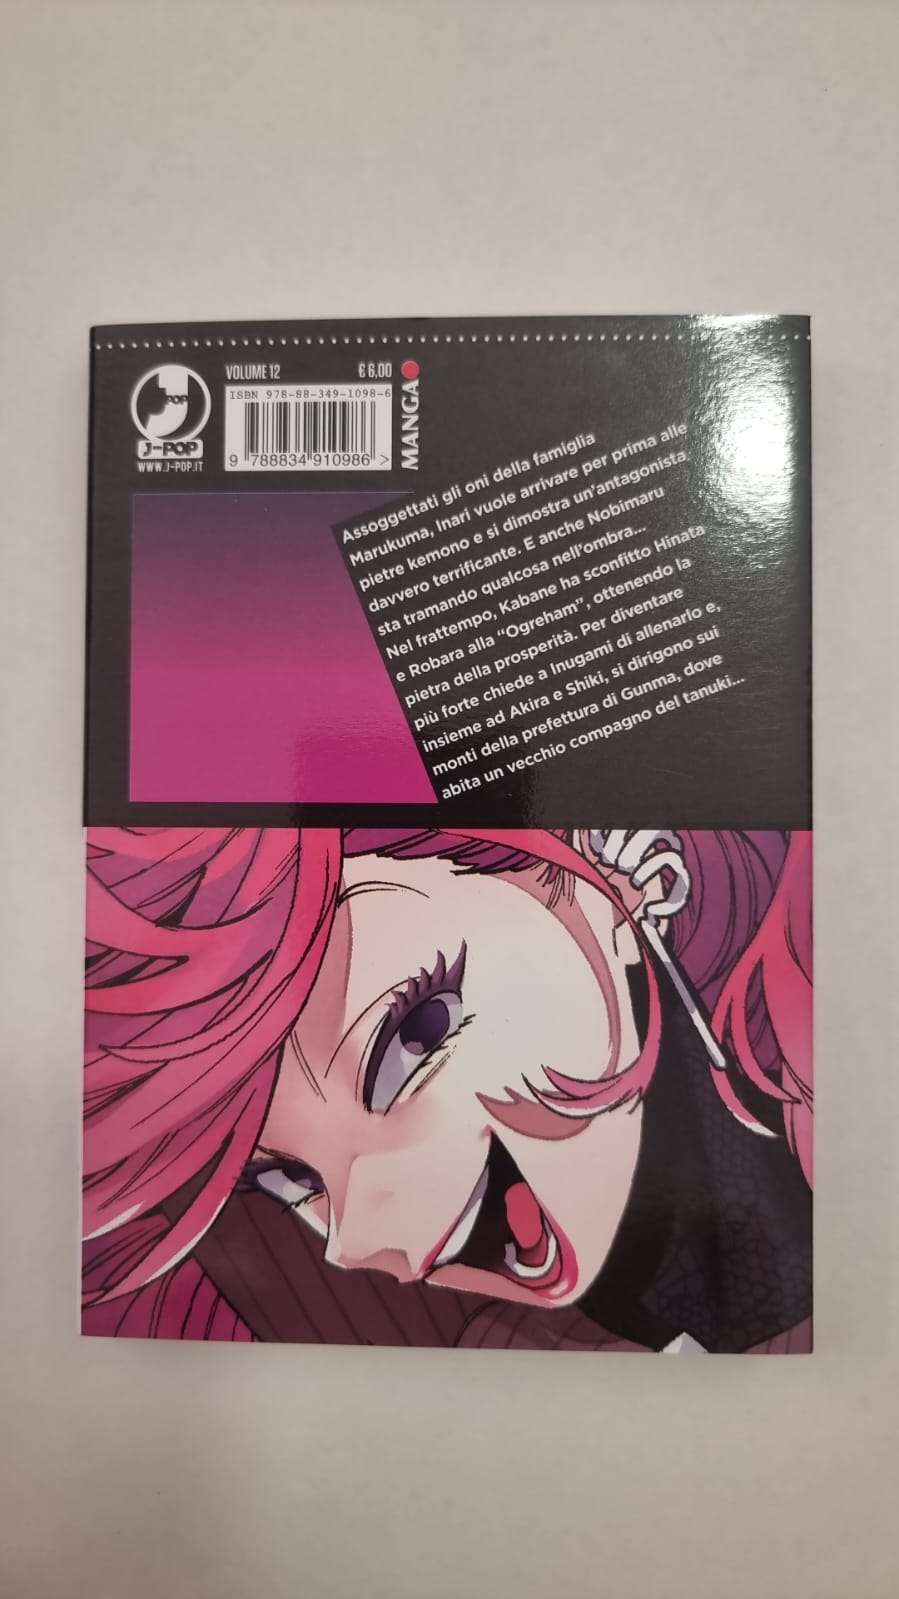 POP
J-POP
WWW.J-POP.IT
VOLUME 12
€ 6,00
ISBN 978-88-349-1098-6
9 788834 910986 >
MANGA
Assoggettati gli oni della famiglia
Marukuma, Inari vuole arrivare per prima alle
pietre kemono e si dimostra un'antagonista
davvero terrificante. E anche Nobimaru
sta tramando qualcosa nell'ombra...
Nel frattempo, Kabane ha sconfitto Hinata
e Robara alla "Ogreham", ottenendo la
pietra della prosperità. Per diventare
più forte chiede a Inugami di allenarlo e,
insieme ad Akira e Shiki, si dirigono sui
monti della prefettura di Gunma, dove
abita un vecchio compagno del tanuki...